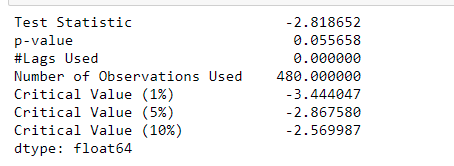 Test Statistic -2.818652
p-value 0.055658
#Lags Used 0.000000
Number of Observations Used 480.000000
Critical Value (1%) -3.444047
Critical Value (5%) -2.867580
Critical Value (10%) -2.569987
dtype: float64